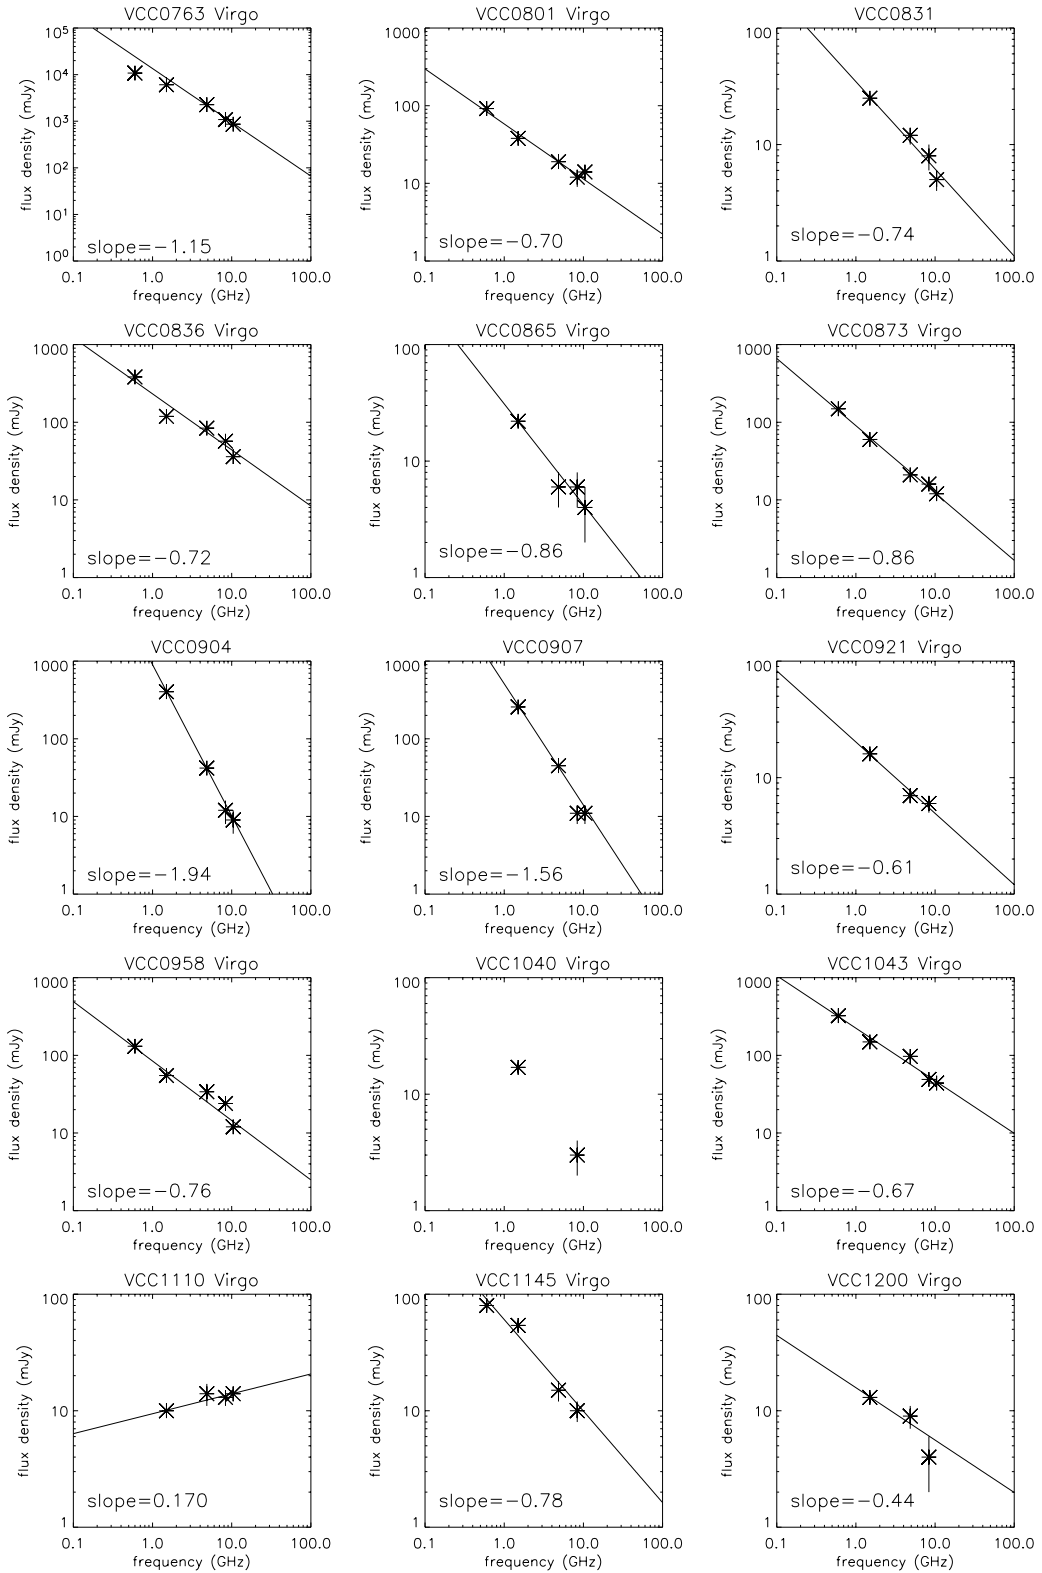 VCC0763 Virgo
flux density (mJy)
10⁵
10⁴
10³
10²
10¹
10⁰
slope=−1.15
0.1 1.0 10.0 100.0
frequency (GHz)
VCC0801 Virgo
flux density (mJy)
1000
100
10
1
slope=−0.70
0.1 1.0 10.0 100.0
frequency (GHz)
VCC0831
flux density (mJy)
100
10
1
slope=−0.74
0.1 1.0 10.0 100.0
frequency (GHz)
VCC0836 Virgo
flux density (mJy)
1000
100
10
1
slope=−0.72
0.1 1.0 10.0 100.0
frequency (GHz)
VCC0865 Virgo
flux density (mJy)
100
10
1
slope=−0.86
0.1 1.0 10.0 100.0
frequency (GHz)
VCC0873 Virgo
flux density (mJy)
1000
100
10
1
slope=−0.86
0.1 1.0 10.0 100.0
frequency (GHz)
VCC0904
flux density (mJy)
1000
100
10
1
slope=−1.94
0.1 1.0 10.0 100.0
frequency (GHz)
VCC0907
flux density (mJy)
1000
100
10
1
slope=−1.56
0.1 1.0 10.0 100.0
frequency (GHz)
VCC0921 Virgo
flux density (mJy)
100
10
1
slope=−0.61
0.1 1.0 10.0 100.0
frequency (GHz)
VCC0958 Virgo
flux density (mJy)
1000
100
10
1
slope=−0.76
0.1 1.0 10.0 100.0
frequency (GHz)
VCC1040 Virgo
flux density (mJy)
100
10
1
0.1 1.0 10.0 100.0
frequency (GHz)
VCC1043 Virgo
flux density (mJy)
1000
100
10
1
slope=−0.67
0.1 1.0 10.0 100.0
frequency (GHz)
VCC1110 Virgo
flux density (mJy)
100
10
1
slope=0.170
0.1 1.0 10.0 100.0
frequency (GHz)
VCC1145 Virgo
flux density (mJy)
100
10
1
slope=−0.78
0.1 1.0 10.0 100.0
frequency (GHz)
VCC1200 Virgo
flux density (mJy)
100
10
1
slope=−0.44
0.1 1.0 10.0 100.0
frequency (GHz)